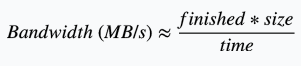 Bandwidth (MB/s) ≈ finished * size / time